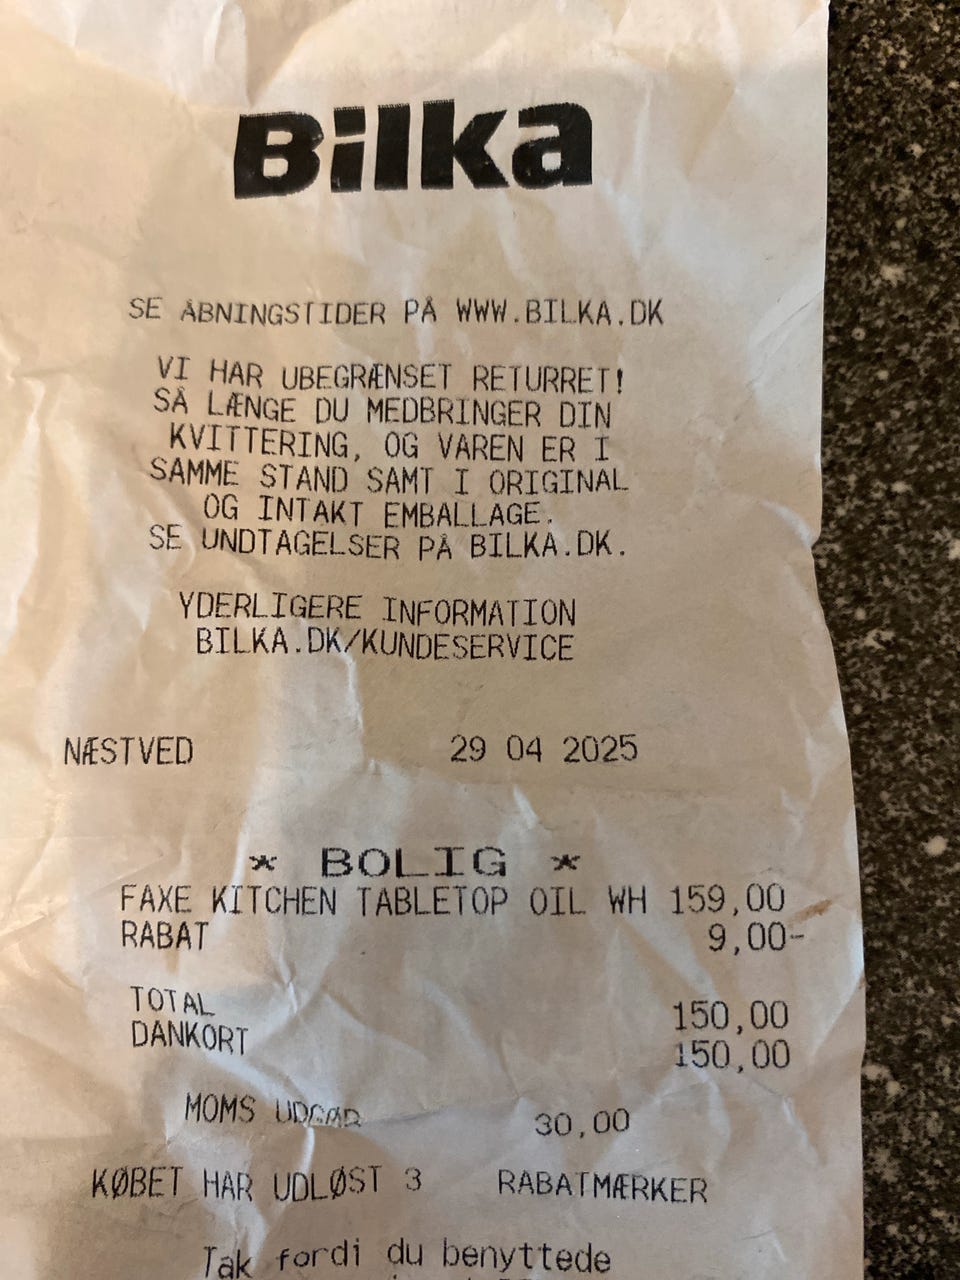 Bilka
SE ÅBNINGSTIDER PÅ WWW.BILKA.DK
VI HAR UBEGRÆNSET RETURRET!
SÅ LÆNGE DU MEDBRINGER DIN
KVITTERING, OG VAREN ER I
SAMME STAND SAMT I ORIGINAL
OG INTAKT EMBALLAGE.
SE UNDTAGELSER PÅ BILKA.DK.
YDERLIGERE INFORMATION
BILKA.DK/KUNDESERVICE
NÆSTVED 29 04 2025
* BOLIG *
FAXE KITCHEN TABLETOP OIL WH 159,00
RABAT 9,00-
TOTAL 150,00
DANKORT 150,00
MOMS UDGØR 30,00
KØBET HAR UDLØST 3 RABATMÆRKER
Tak fordi du benyttede